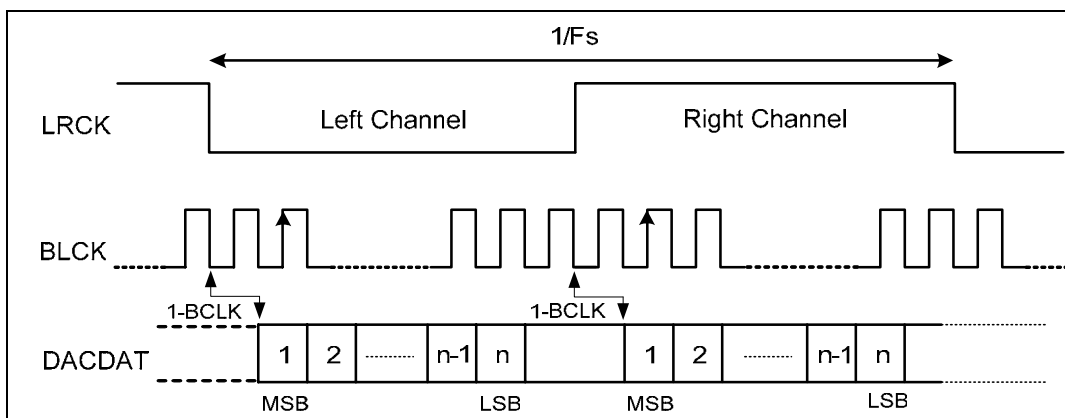 1/Fs
LRCK
Left Channel
Right Channel
BLCK
1-BCLK
1-BCLK
DACDAT
1 2 n-1 n 1 2 n-1 n
MSB LSB MSB LSB